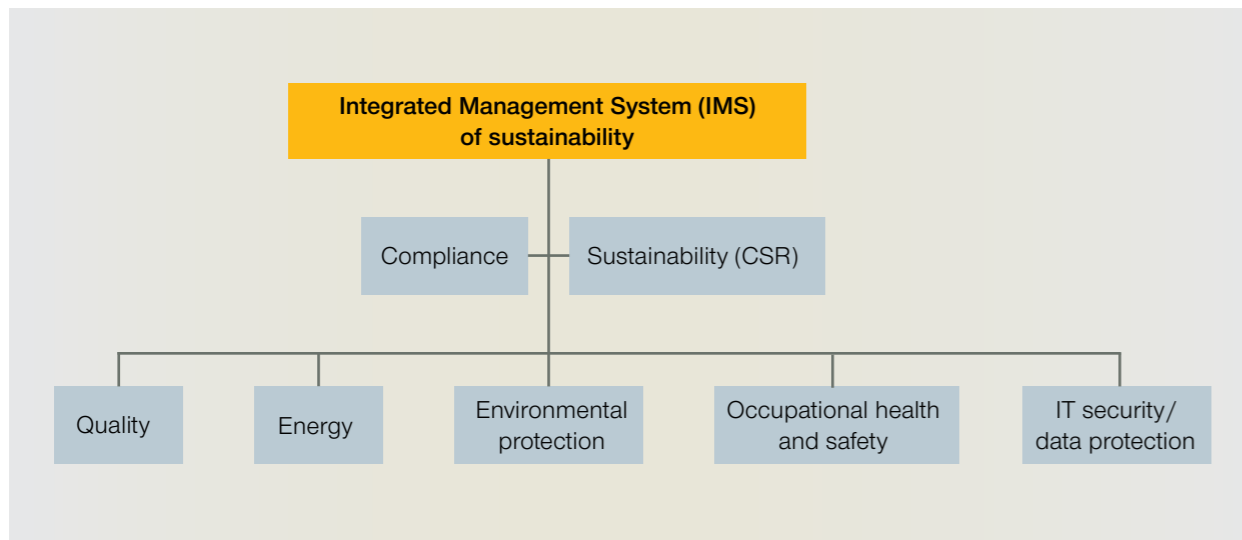 Integrated Management System (IMS)
of sustainability
Compliance
Sustainability (CSR)
Quality
Energy
Environmental
protection
Occupational health
and safety
IT security/
data protection